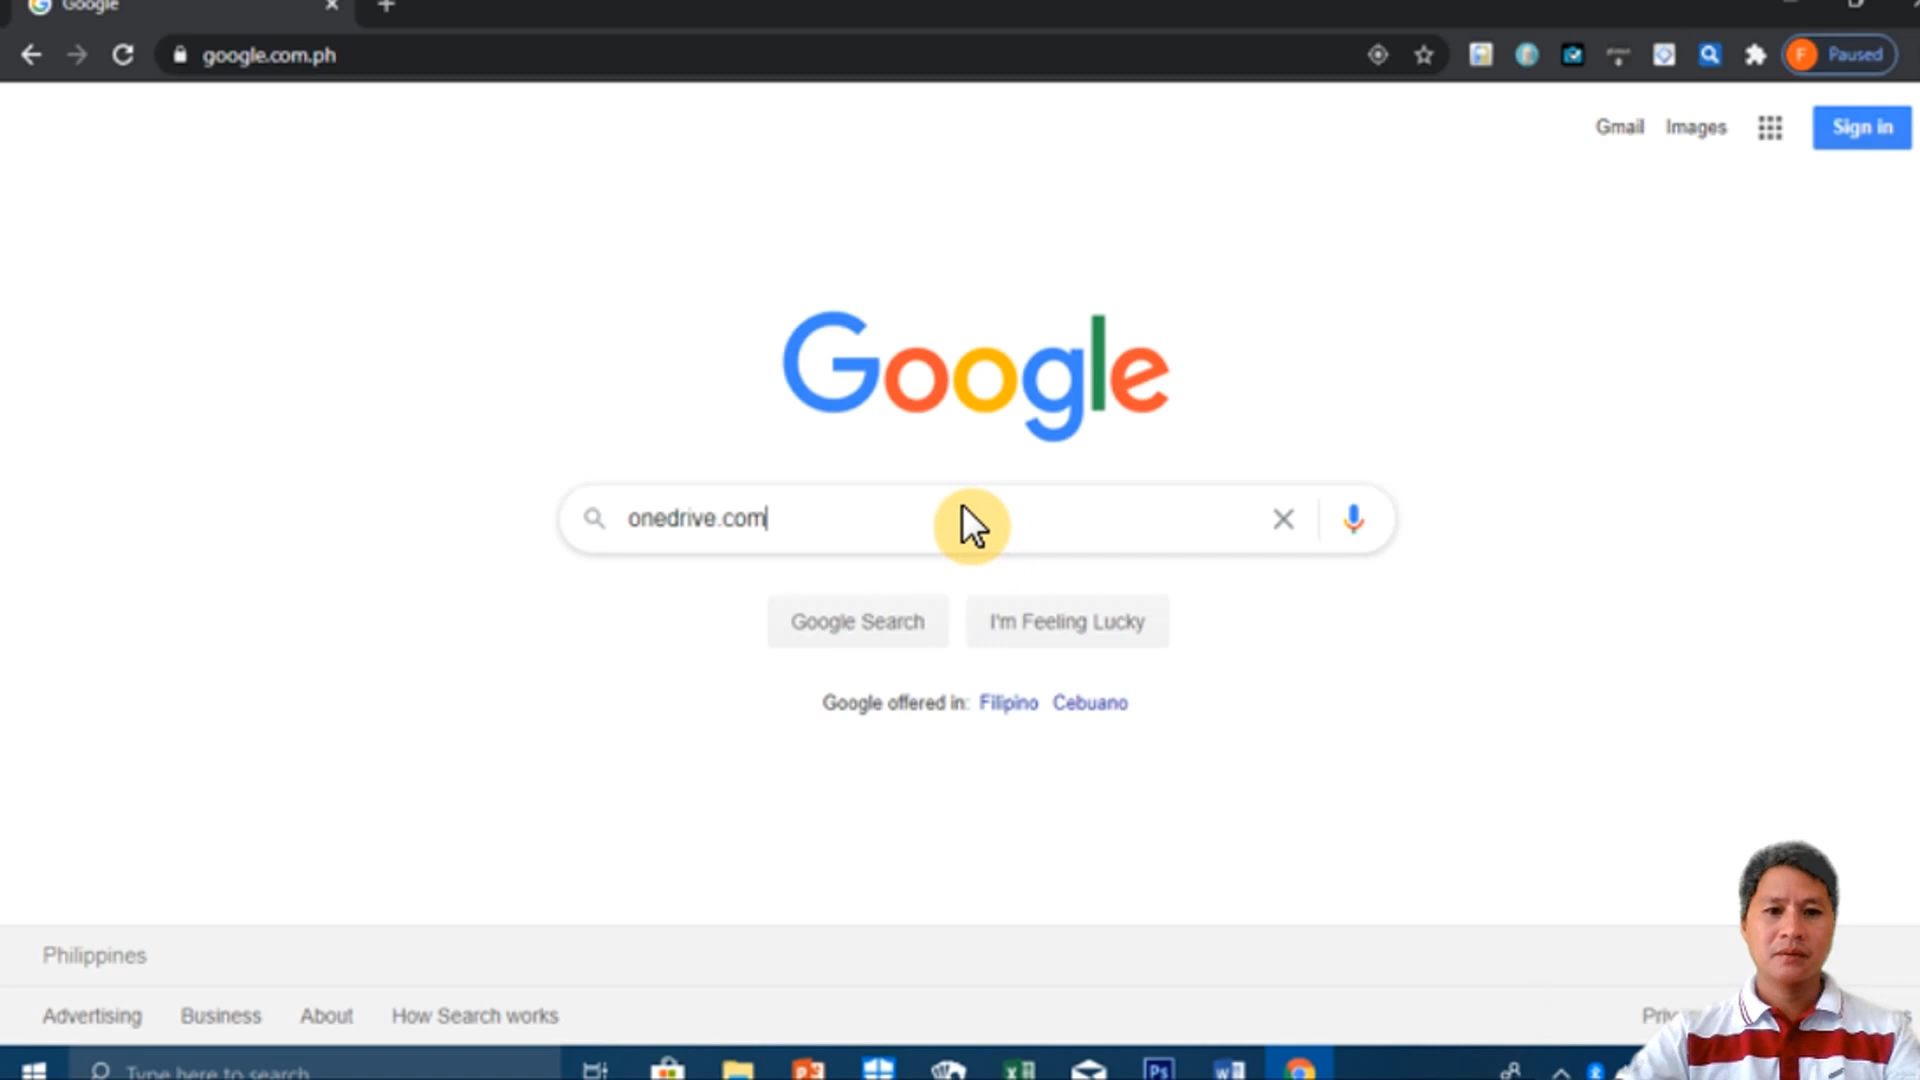 Google
google.com.ph
F Paused
Gmail Images Sign in
Google
onedrive.com
Google Search I'm Feeling Lucky
Google offered in: Filipino Cebuano
Philippines
Advertising Business About How Search works
Type here to search
Ps